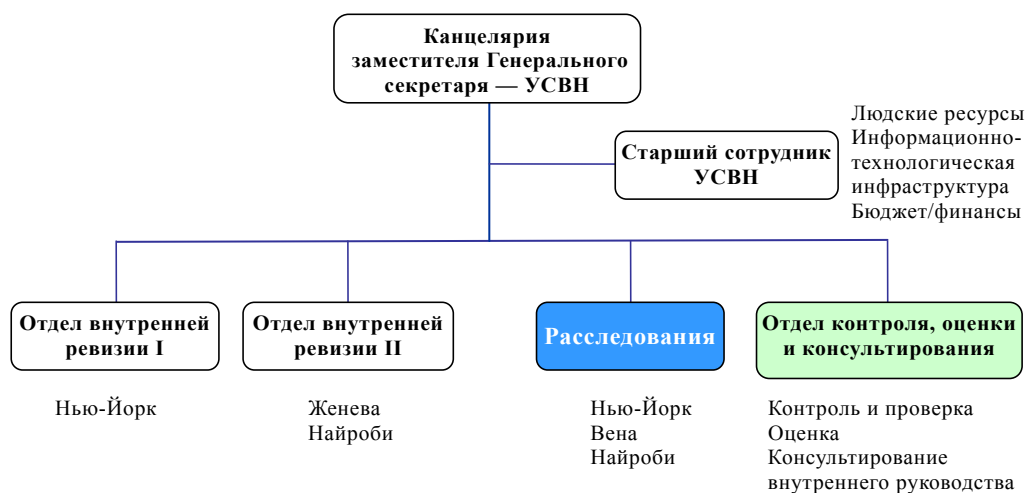 Канцелярия
заместителя Генерального
секретаря — УСВН
Старший сотрудник
УСВН
Людские ресурсы
Информационно-
технологическая
инфраструктура
Бюджет/финансы
Отдел внутренней
ревизии I
Нью-Йорк
Отдел внутренней
ревизии II
Женева
Найроби
Расследования
Нью-Йорк
Вена
Найроби
Отдел контроля, оценки
и консультирования
Контроль и проверка
Оценка
Консультирование
внутреннего руководства